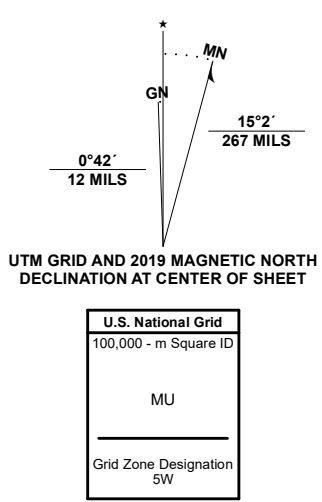 ★
MN
GN
15°2´
267 MILS
0°42´
12 MILS
UTM GRID AND 2019 MAGNETIC NORTH
DECLINATION AT CENTER OF SHEET
U.S. National Grid
100,000 - m Square ID
MU
Grid Zone Designation
5W